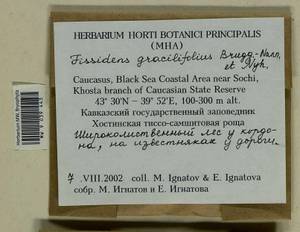 HERBARIUM HORTI BOTANICI PRINCIPALIS
(MHA)
Fissidens gracilifolius Brugg.-Nann.
et Nyh.
Caucasus, Black Sea Coastal Area near Sochi,
Khosta branch of Caucasian State Reserve
43° 30'N – 39° 52'E, 100-300 m alt.
Кавказский государственный заповедник
Хостинская тиссо-самшитовая роща
Широколиственный лес у кордо-
на, на известняках у дороги.
7 .VIII.2002 coll. M. Ignatov & E. Ignatova
собр. М. Игнатов и Е. Игнатова